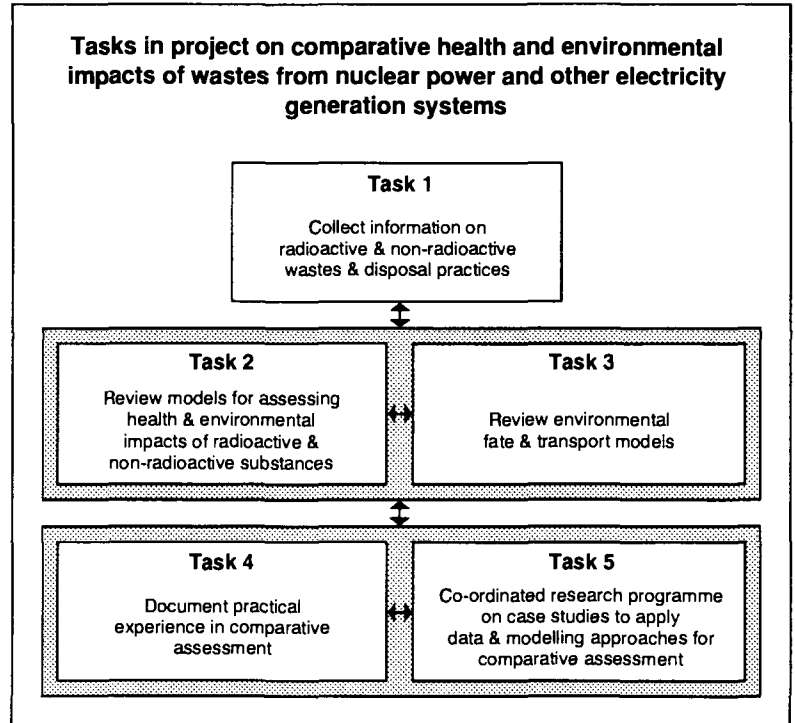 Tasks in project on comparative health and environmental
impacts of wastes from nuclear power and other electricity
generation systems
Task 1
Collect information on
radioactive & non-radioactive
wastes & disposal practices
Task 2
Review models for assessing
health & environmental
impacts of radioactive &
non-radioactive substances
Task 3
Review environmental
fate & transport models
Task 4
Document practical
experience in comparative
assessment
Task 5
Co-ordinated research programme
on case studies to apply
data & modelling approaches for
comparative assessment